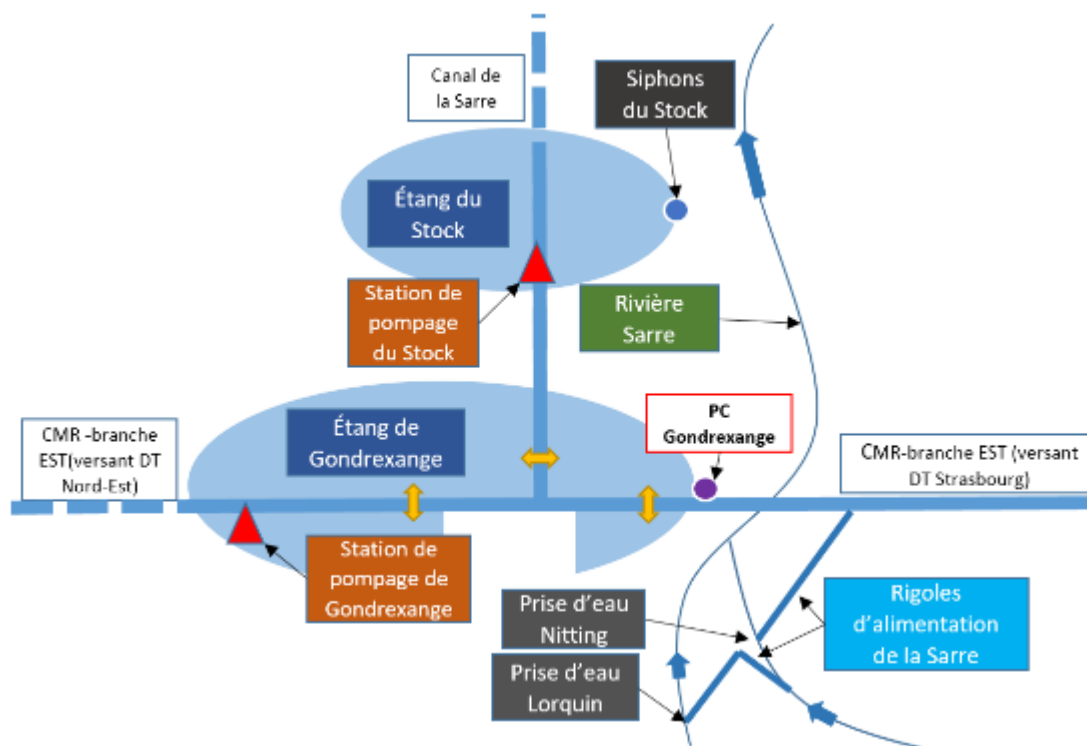 Canal de
la Sarre
Siphons
du Stock
Étang du
Stock
Station de
pompage
du Stock
Rivière
Sarre
CMR -branche
EST(versant DT
Nord-Est)
Étang de
Gondrexange
PC
Gondrexange
CMR-branche EST (versant
DT Strasbourg)
Station de
pompage de
Gondrexange
Prise d'eau
Nitting
Prise d'eau
Lorquin
Rigoles
d'alimentation
de la Sarre